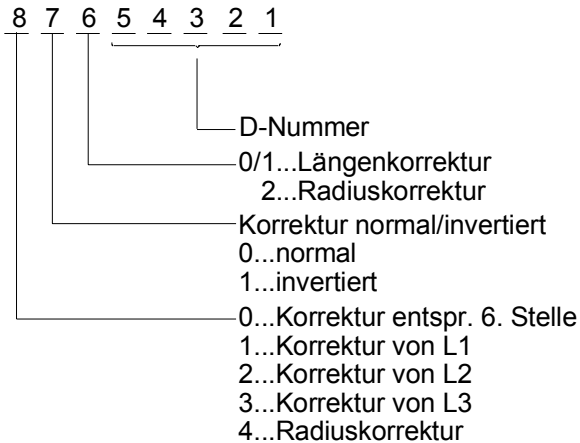 8 7 6 5 4 3 2 1
D-Nummer
0/1...Längenkorrektur
2...Radiuskorrektur
Korrektur normal/invertiert
0...normal
1...invertiert
0...Korrektur entspr. 6. Stelle
1...Korrektur von L1
2...Korrektur von L2
3...Korrektur von L3
4...Radiuskorrektur